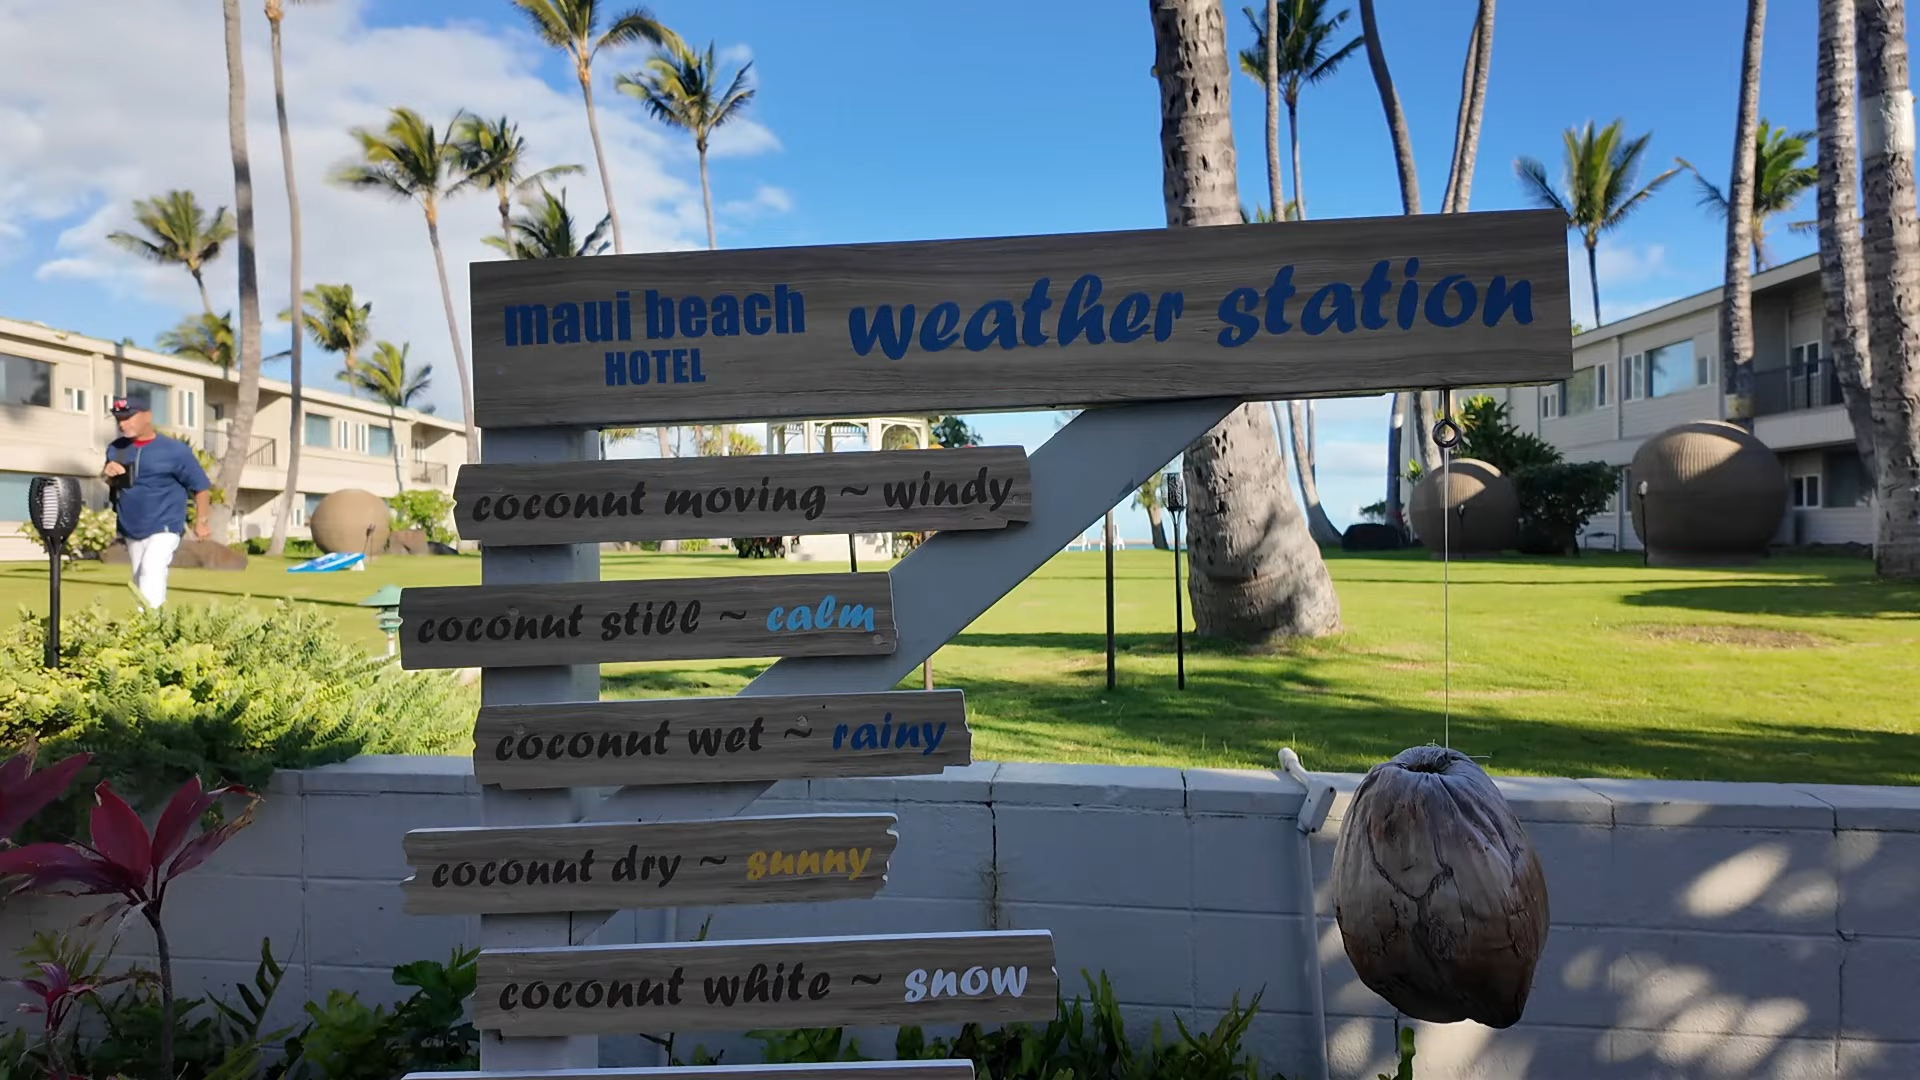 maui beach weather station
HOTEL
coconut moving ~ windy
coconut still ~ calm
coconut wet ~ rainy
coconut dry ~ sunny
coconut white ~ snow